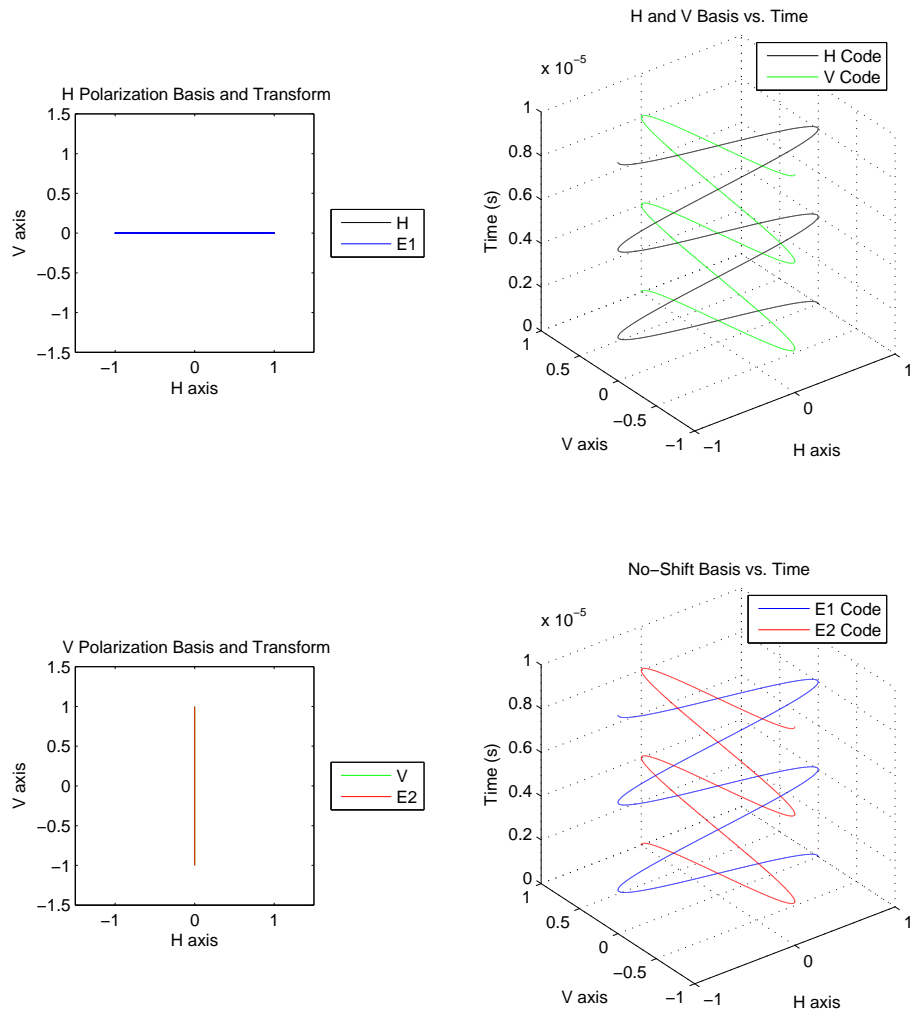 H Polarization Basis and Transform
1.5
1
0.5
0
−0.5
−1
−1.5
−1
0
1
V axis
H axis
H
E1
H and V Basis vs. Time
x 10^-5
H Code
V Code
1
0.8
0.6
0.4
0.2
0
Time (s)
1
0.5
0
−0.5
−1
V axis
−1
0
1
H axis
V Polarization Basis and Transform
1.5
1
0.5
0
−0.5
−1
−1.5
−1
0
1
V axis
H axis
V
E2
No−Shift Basis vs. Time
x 10^-5
E1 Code
E2 Code
1
0.8
0.6
0.4
0.2
0
Time (s)
1
0.5
0
−0.5
−1
V axis
−1
0
1
H axis